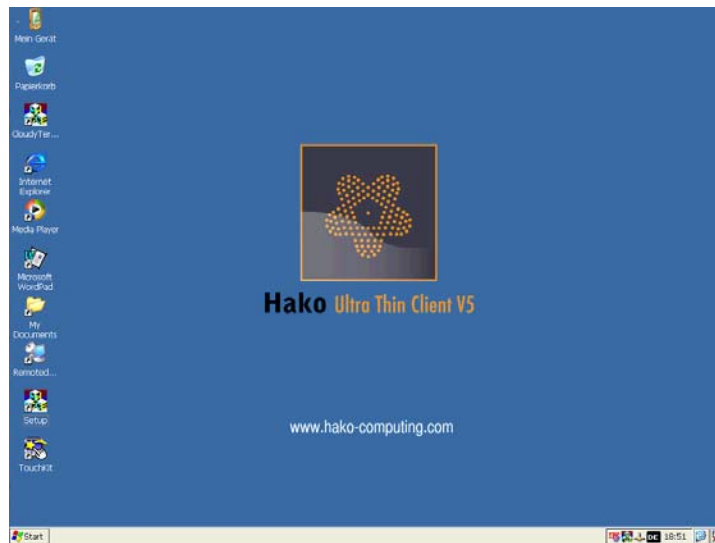 Mein Gerät
Papierkorb
CloudyTer...
Internet
Explorer
Media Player
Microsoft
WordPad
My
Documents
Remoted...
Setup
TouchKit
Hako Ultra Thin Client V5
www.hako-computing.com
Start
DE
18:51